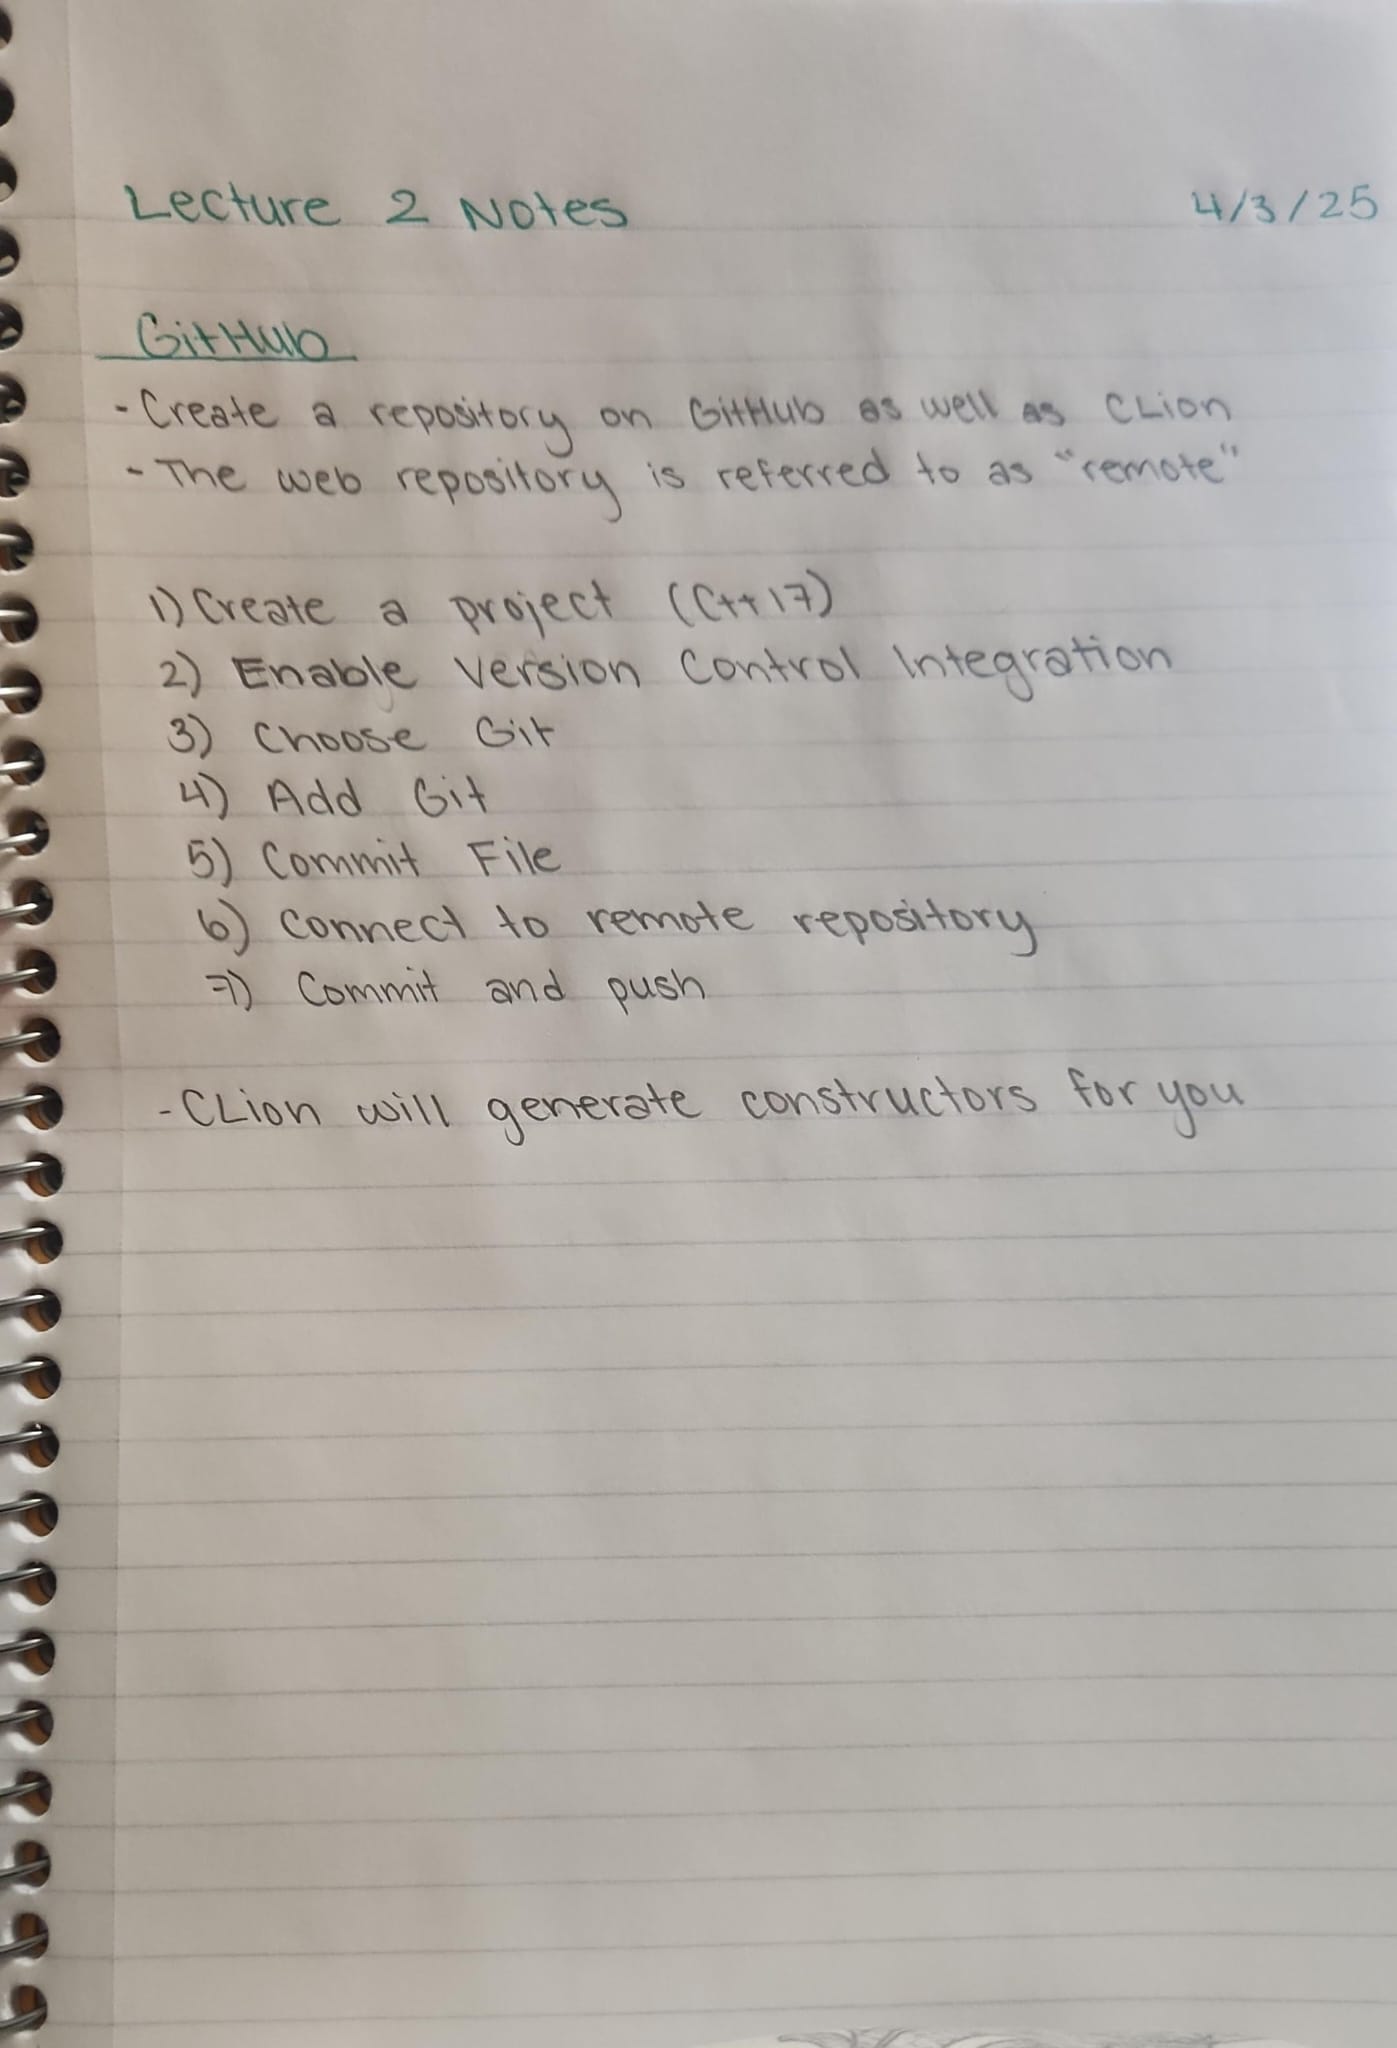 Lecture 2 Notes 4/3/25
GitHub
- Create a repository on GitHub as well as CLion
- The web repository is referred to as "remote"
1) Create a project (C++17)
2) Enable Version Control Integration
3) Choose Git
4) Add Git
5) Commit File
6) Connect to remote repository
7) Commit and push
- CLion will generate constructors for you